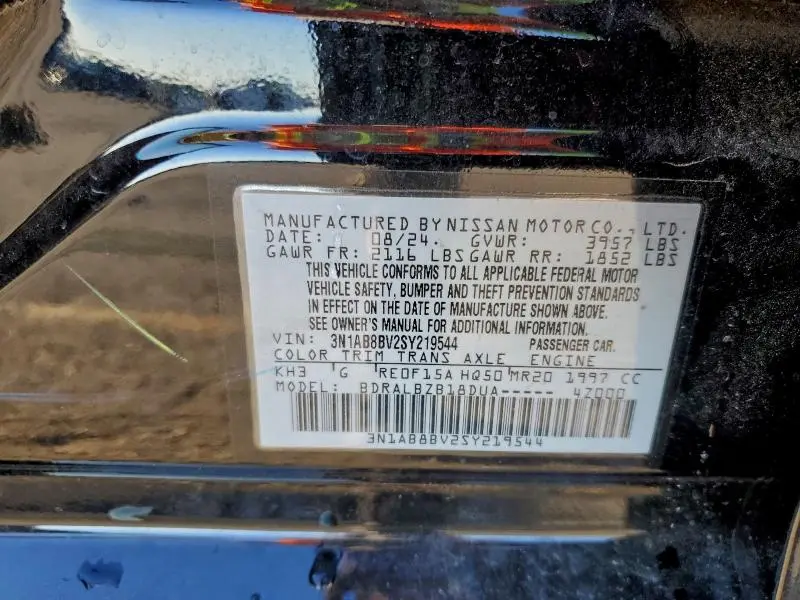 MANUFACTURED BY NISSAN MOTOR CO., LTD.
DATE: 08/24 GVWR: 3957 LBS
GAWR FR: 2116 LBS GAWR RR: 1852 LBS
THIS VEHICLE CONFORMS TO ALL APPLICABLE FEDERAL MOTOR
VEHICLE SAFETY, BUMPER AND THEFT PREVENTION STANDARDS
IN EFFECT ON THE DATE OF MANUFACTURE SHOWN ABOVE.
SEE OWNER'S MANUAL FOR ADDITIONAL INFORMATION.
VIN: 3N1AB8BV2SY219544 PASSENGER CAR.
COLOR TRIM TRANS AXLE ENGINE
KH3 G RE0F15A HQ50 MR20 1997 CC
MODEL: BDRALBZB18DUA----- 4Z000
3N1AB8BV2SY219544